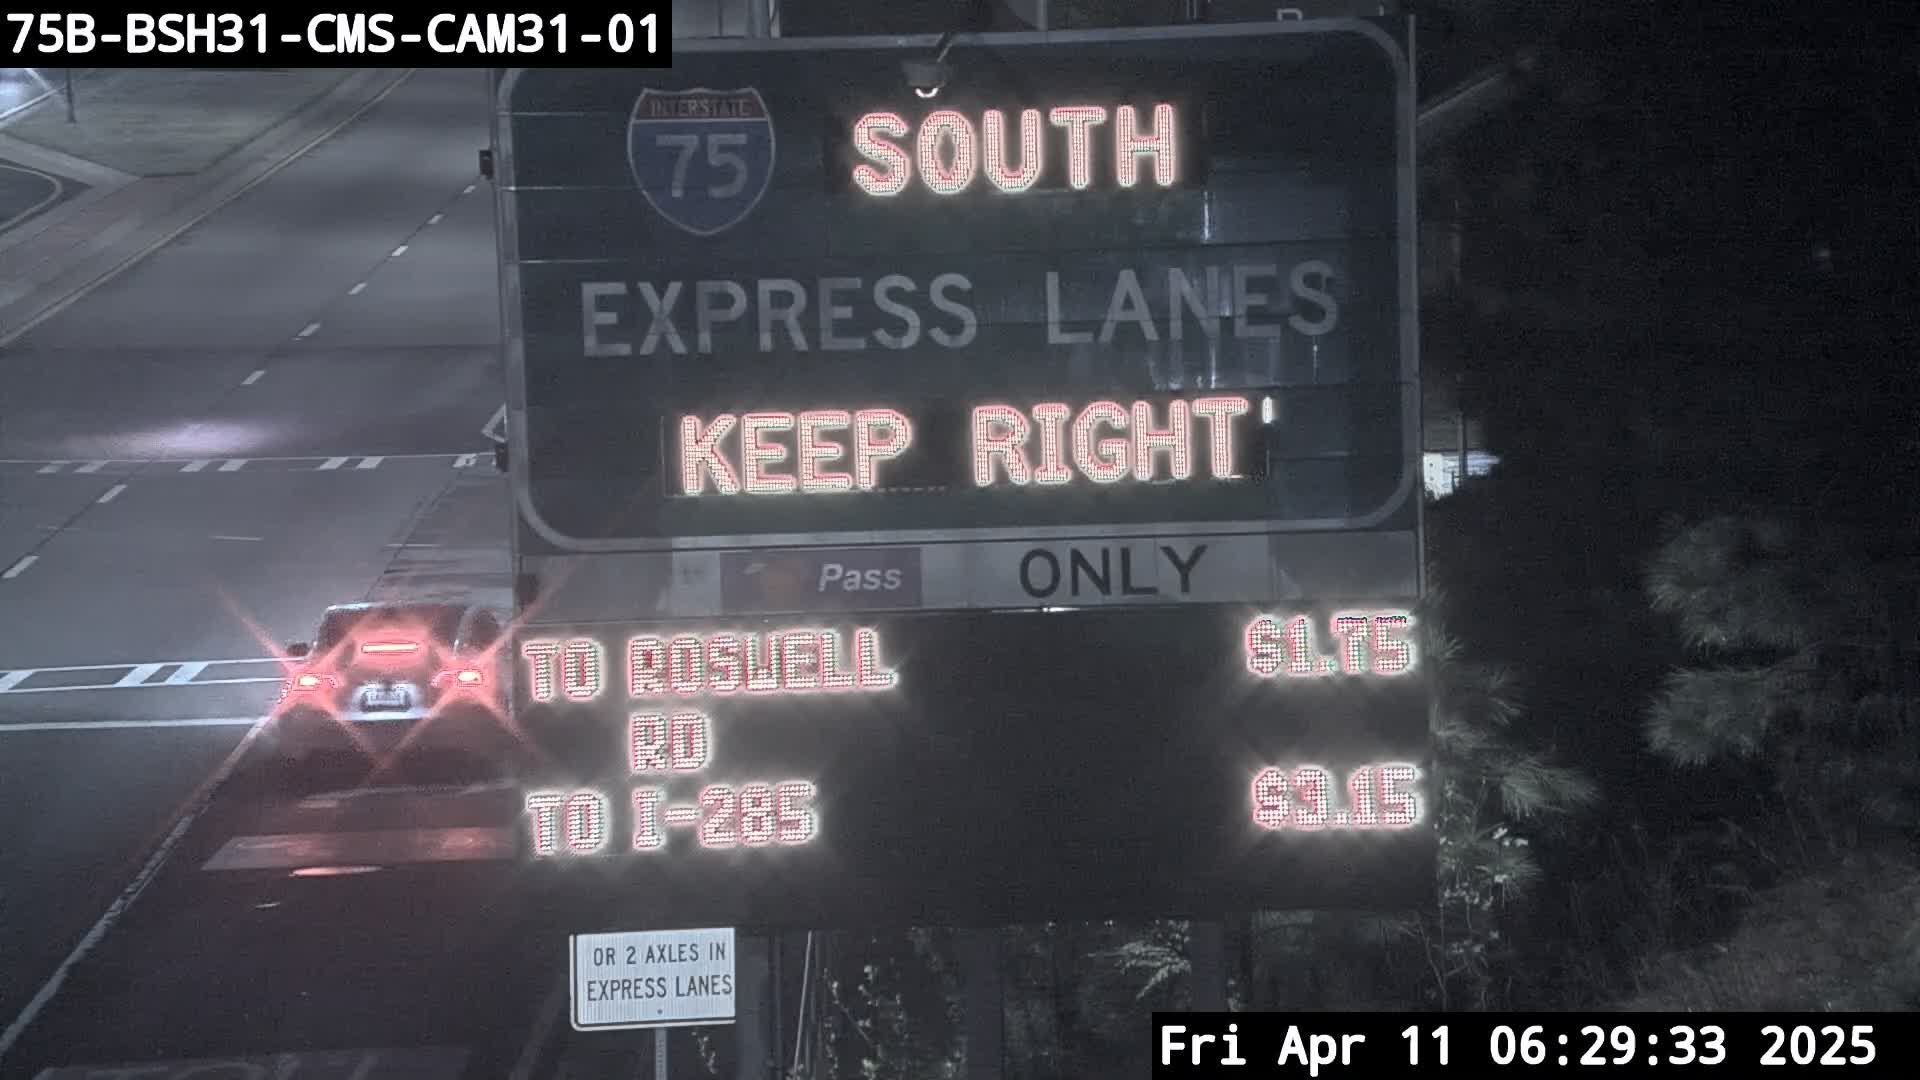 75B-BSH31-CMS-CAM31-01
INTERSTATE
75
SOUTH
EXPRESS LANES
KEEP RIGHT
Pass ONLY
TO ROSWELL $1.75
RD
TO I-285 $3.15
OR 2 AXLES IN
EXPRESS LANES
Fri Apr 11 06:29:33 2025